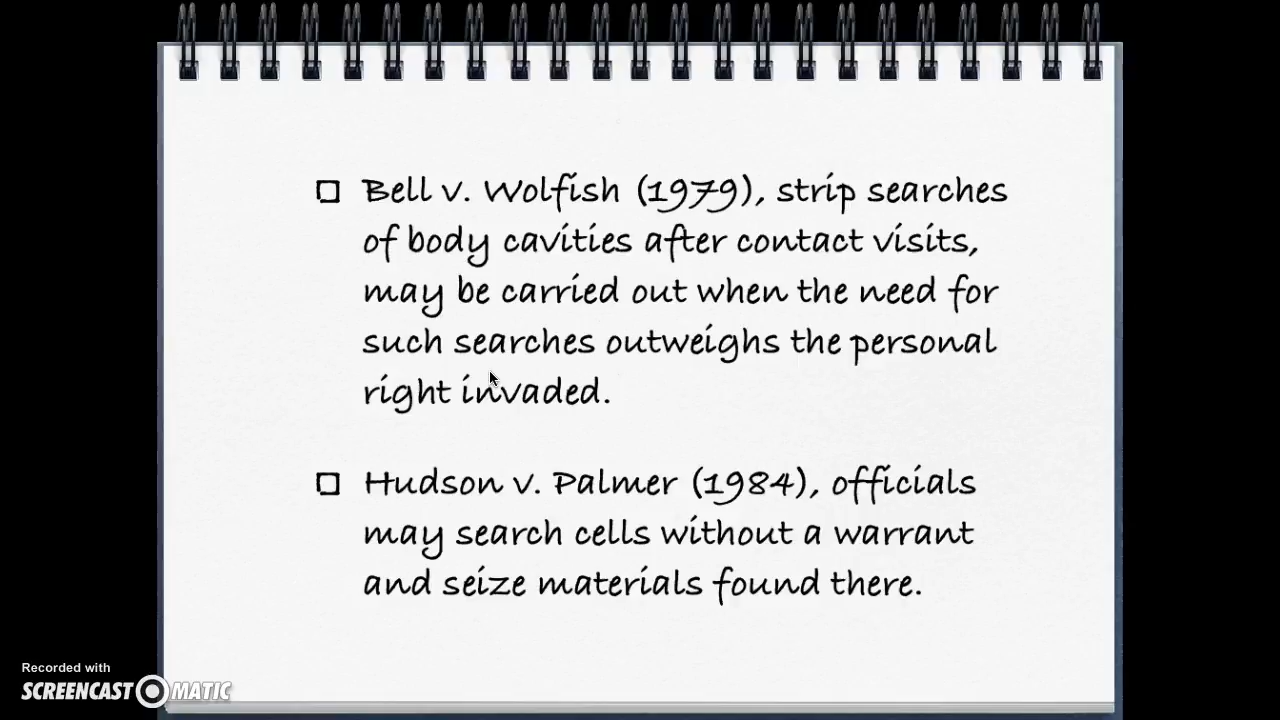 Bell v. Wolfish (1979), strip searches
of body cavities after contact visits,
may be carried out when the need for
such searches outweighs the personal
right invaded.
Hudson v. Palmer (1984), officials
may search cells without a warrant
and seize materials found there.
Recorded with
SCREENCAST MATIC